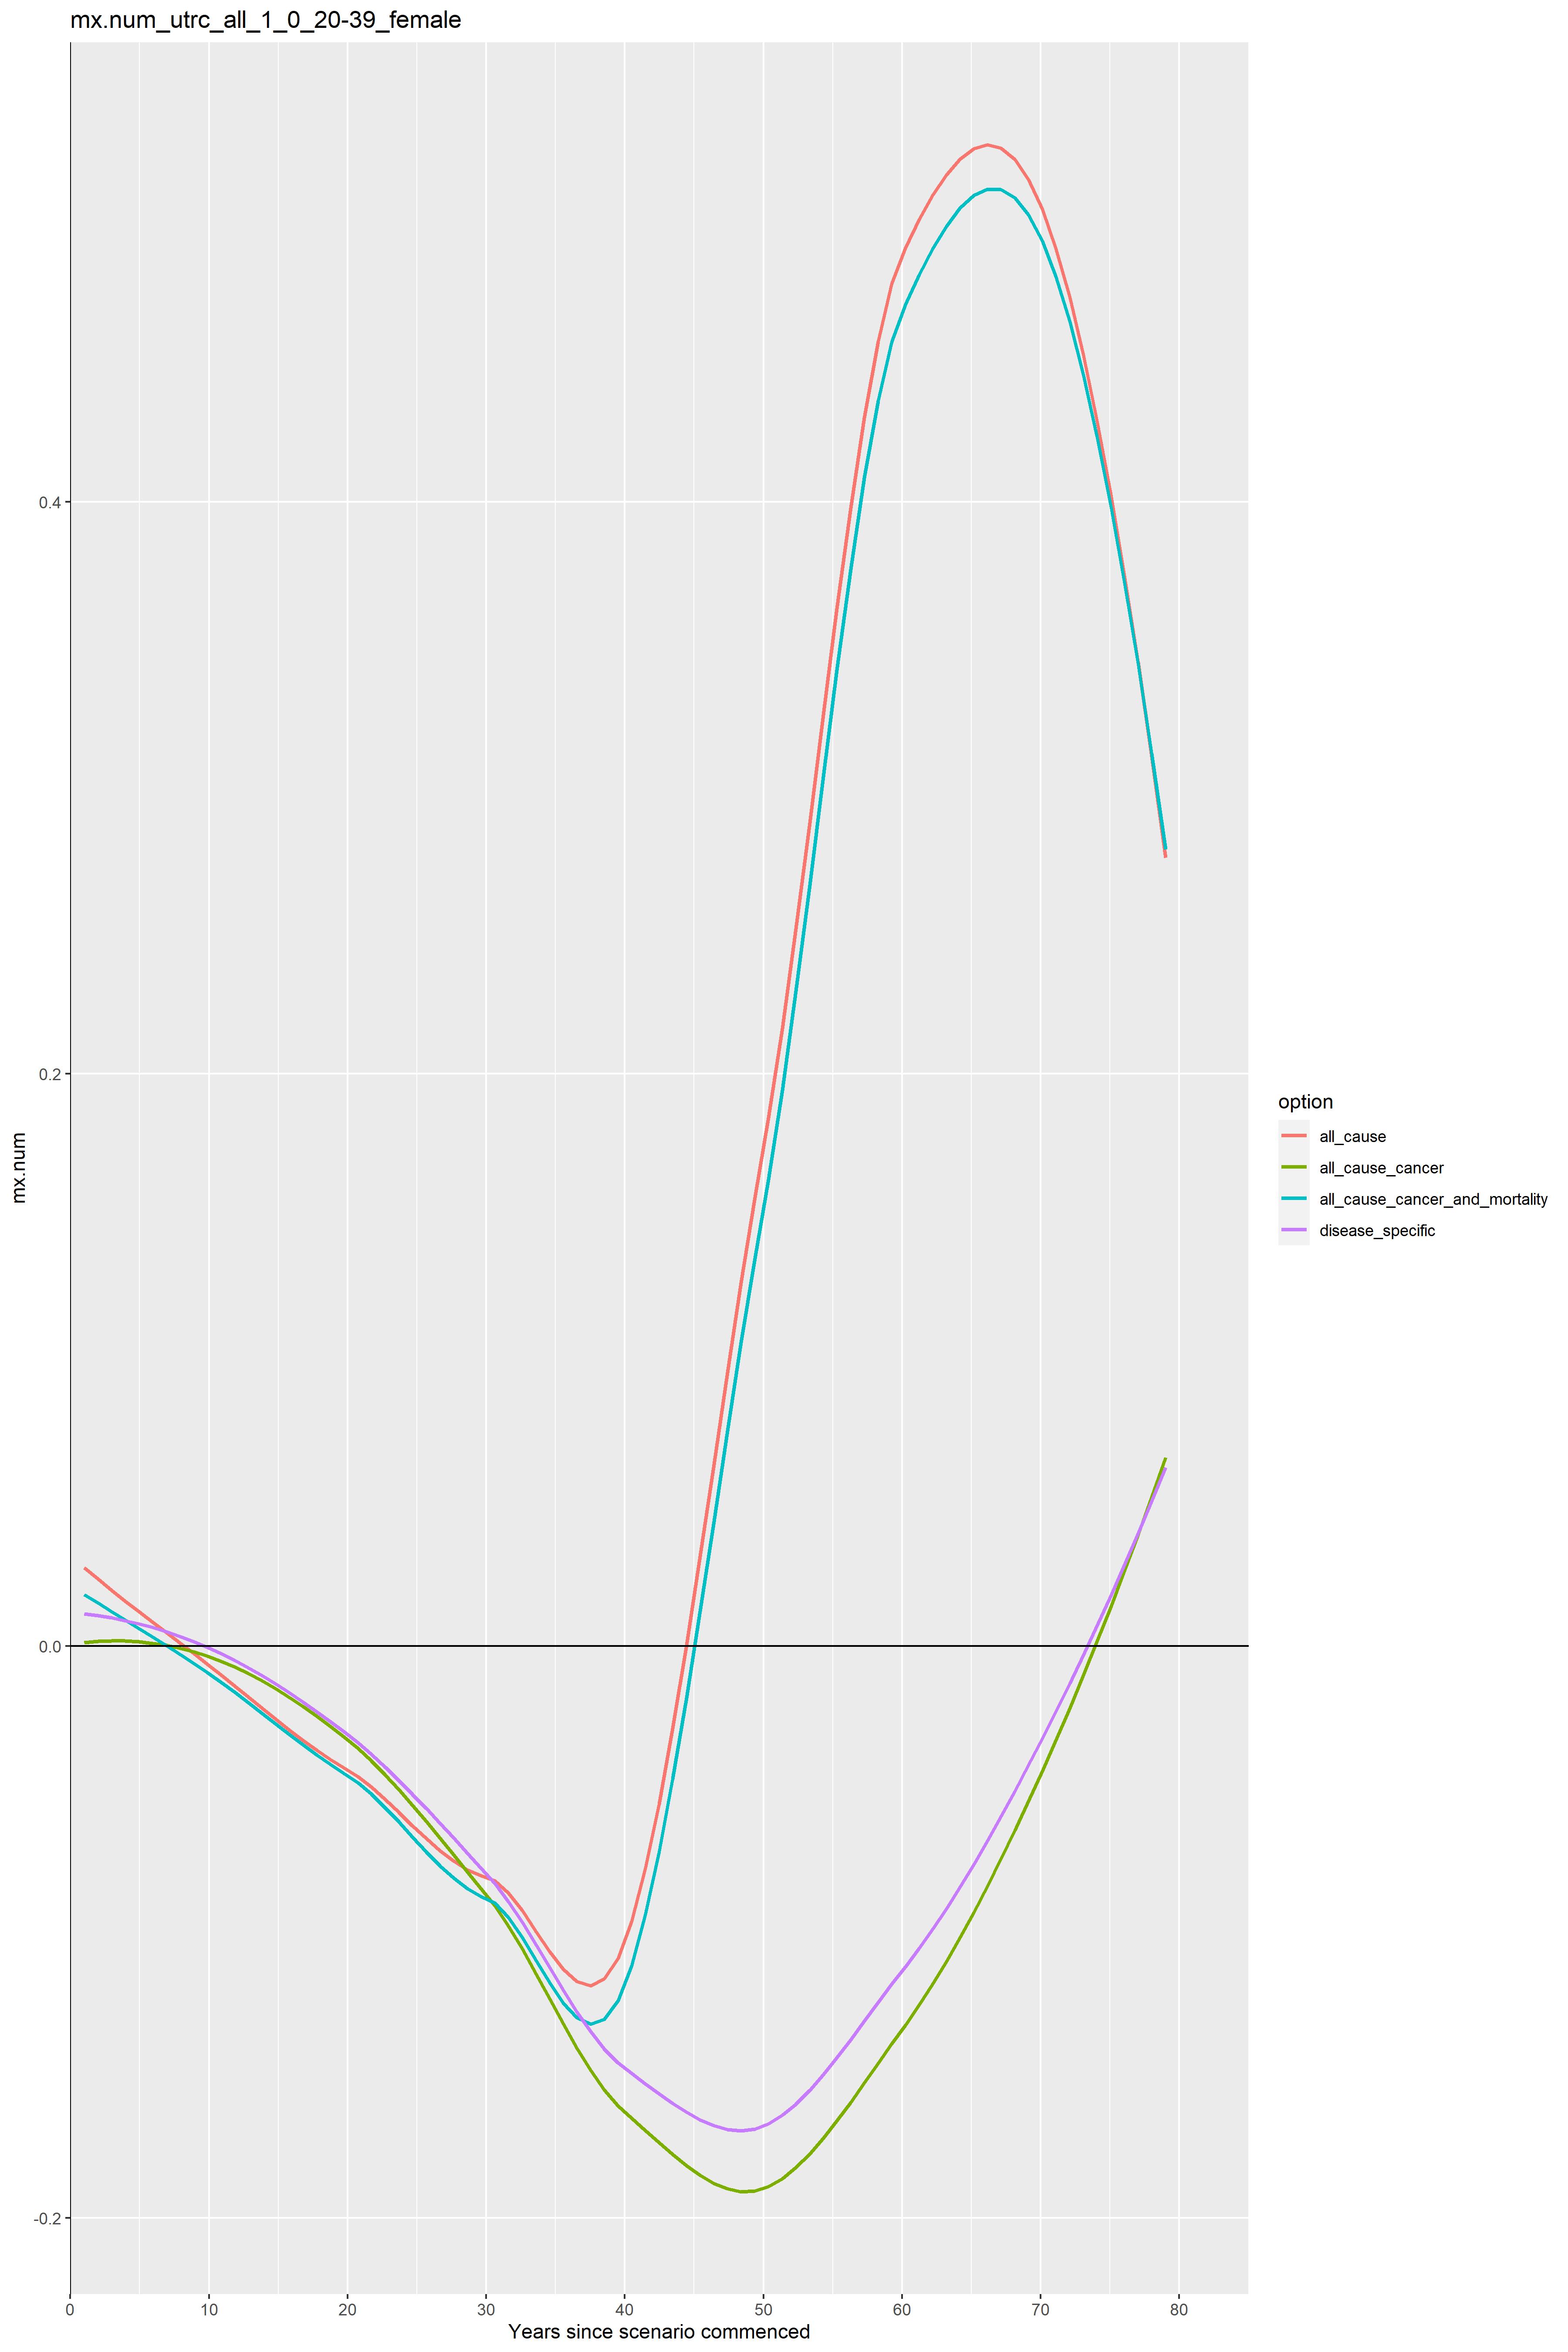 mx.num_utrc_all_1_0_20-39_female
mx.num
0.4
0.2
0.0
-0.2
0 10 20 30 40 50 60 70 80
Years since scenario commenced
option
all_cause
all_cause_cancer
all_cause_cancer_and_mortality
disease_specific